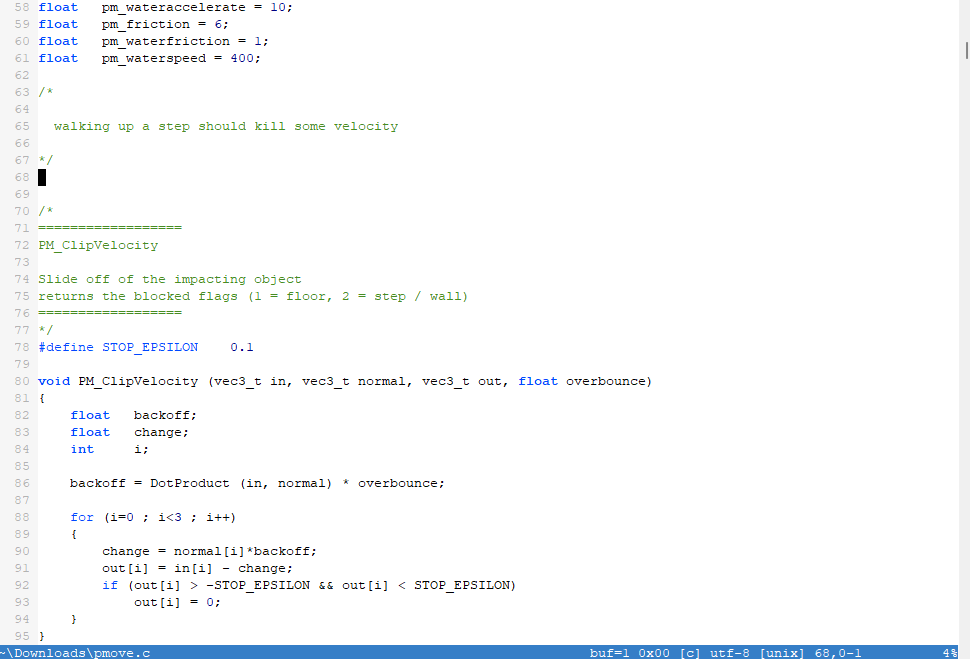 58 float   pm_wateraccelerate = 10;
59 float   pm_friction = 6;
60 float   pm_waterfriction = 1;
61 float   pm_waterspeed = 400;
62
63 /*
64
65   walking up a step should kill some velocity
66
67 */
68
69
70 /*
71 ==================
72 PM_ClipVelocity
73
74 Slide off of the impacting object
75 returns the blocked flags (1 = floor, 2 = step / wall)
76 ==================
77 */
78 #define STOP_EPSILON    0.1
79
80 void PM_ClipVelocity (vec3_t in, vec3_t normal, vec3_t out, float overbounce)
81 {
82     float   backoff;
83     float   change;
84     int     i;
85
86     backoff = DotProduct (in, normal) * overbounce;
87
88     for (i=0 ; i<3 ; i++)
89     {
90         change = normal[i]*backoff;
91         out[i] = in[i] - change;
92         if (out[i] > -STOP_EPSILON && out[i] < STOP_EPSILON)
93             out[i] = 0;
94     }
95 }
~\Downloads\pmove.c buf=1 0x00 [c] utf-8 [unix] 68,0-1 4%